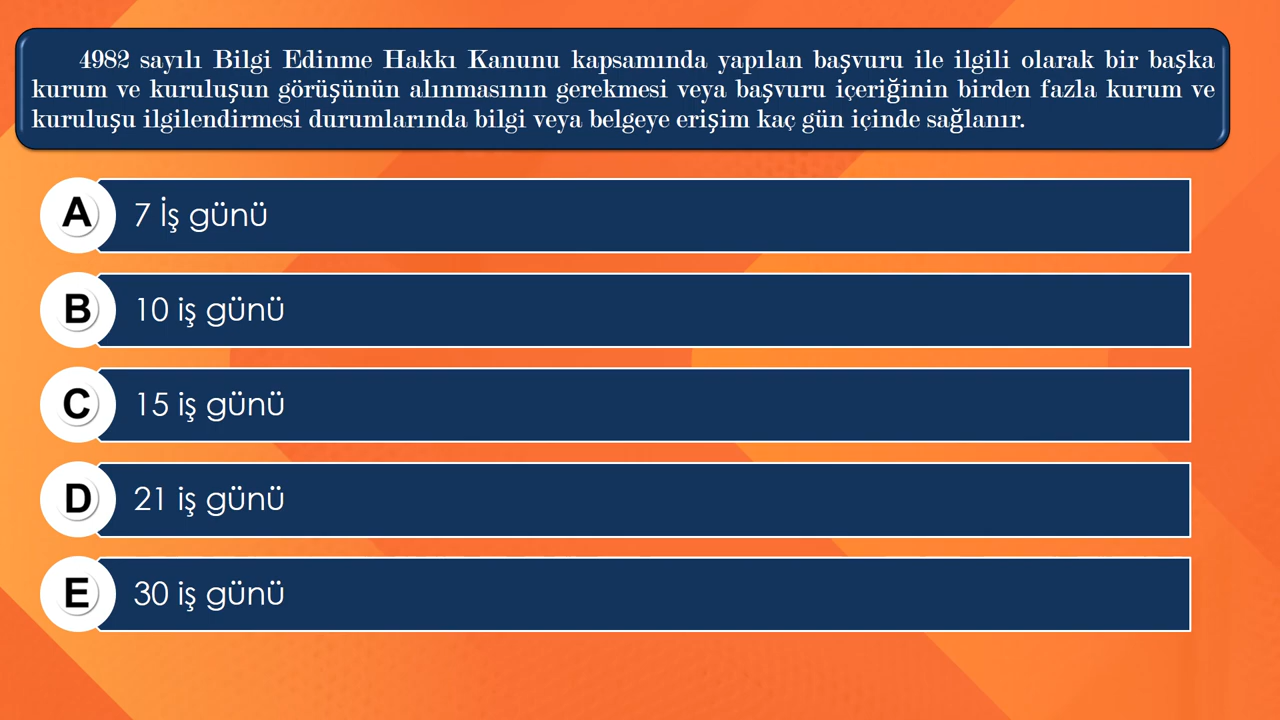 4982 sayılı Bilgi Edinme Hakkı Kanunu kapsamında yapılan başvuru ile ilgili olarak bir başka
kurum ve kuruluşun görüşünün alınmasının gerekmesi veya başvuru içeriğinin birden fazla kurum ve
kuruluşu ilgilendirmesi durumlarında bilgi veya belgeye erişim kaç gün içinde sağlanır.
A 7 İş günü
B 10 iş günü
C 15 iş günü
D 21 iş günü
E 30 iş günü